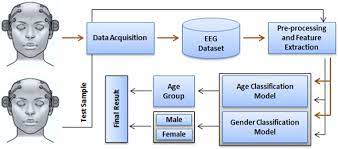 Data Acquisition
EEG
Dataset
Pre-processing
and Feature
Extraction
Test Sample
Final Result
Age
Group
Age Classification
Model
Male
Female
Gender Classification
Model